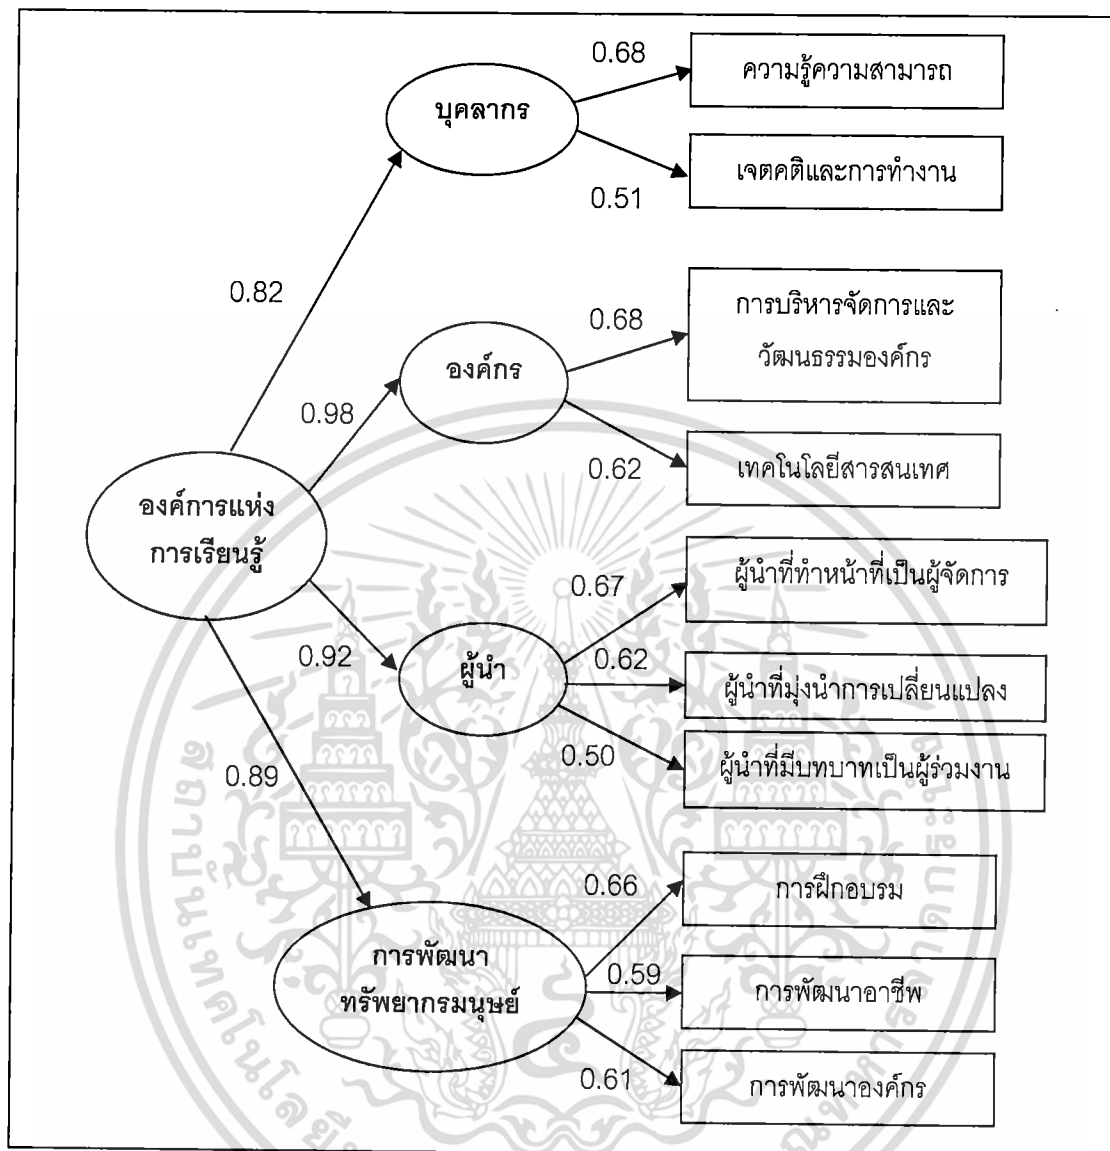 0.68
ความรู้ความสามารถ
บุคลากร
เจตคติและการทำงาน
0.51
0.82
0.68
การบริหารจัดการและ
วัฒนธรรมองค์กร
องค์กร
0.98
0.62
เทคโนโลยีสารสนเทศ
องค์การแห่ง
การเรียนรู้
0.67
ผู้นำที่ทำหน้าที่เป็นผู้จัดการ
0.92
ผู้นำ
0.62
ผู้นำที่มุ่งนำการเปลี่ยนแปลง
0.50
ผู้นำที่มีบทบาทเป็นผู้ร่วมงาน
0.89
0.66
การฝึกอบรม
การพัฒนา
ทรัพยากรมนุษย์
0.59
การพัฒนาอาชีพ
0.61
การพัฒนาองค์กร